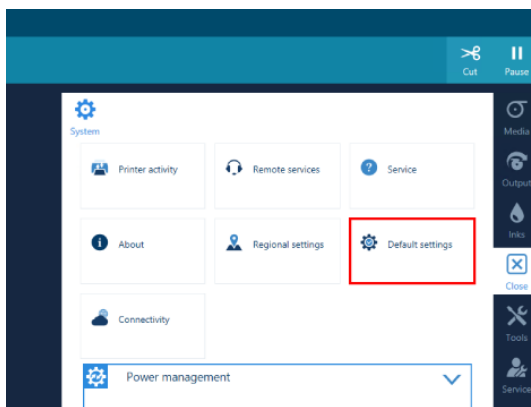 Cut
Pause
System
Media
Printer activity
Remote services
Service
Output
About
Regional settings
Default settings
Inks
Close
Connectivity
Tools
Power management
Service